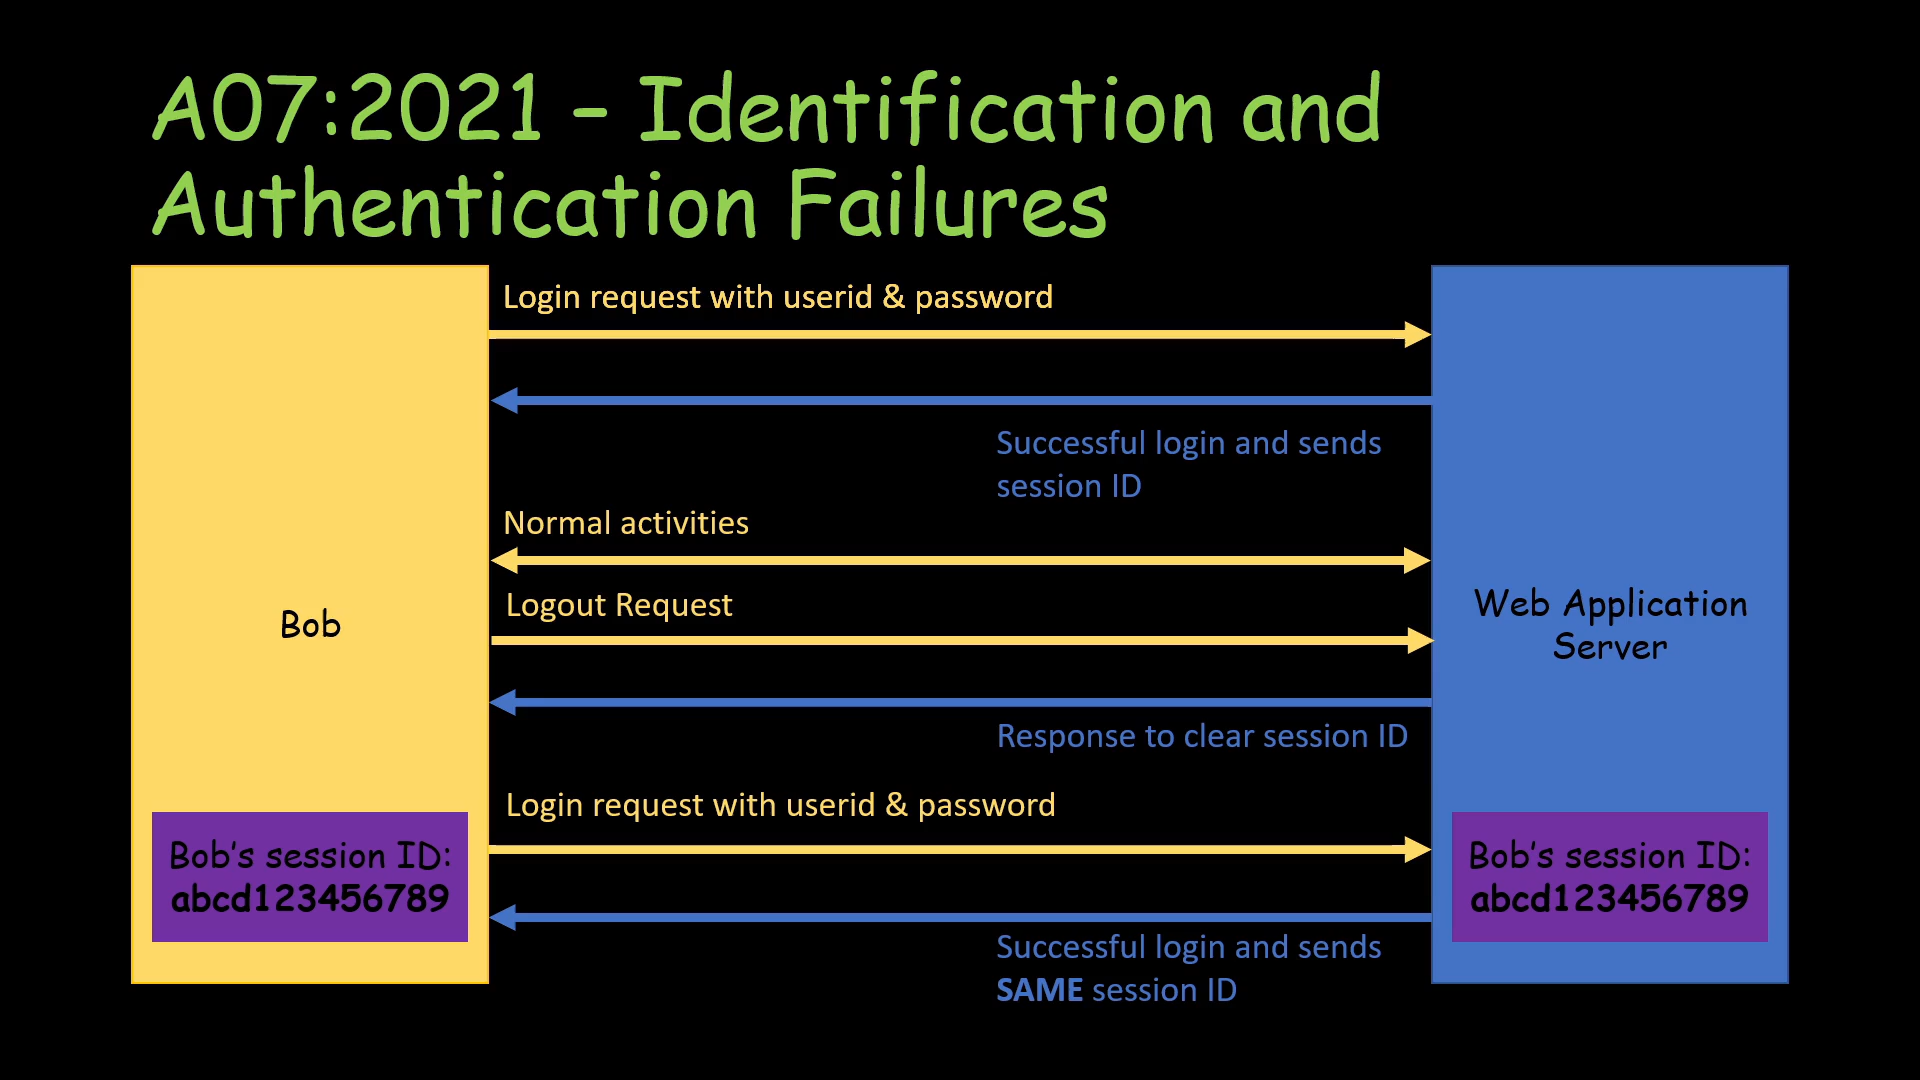 A07:2021 – Identification and
Authentication Failures
Login request with userid & password
Successful login and sends
session ID
Normal activities
Logout Request
Bob
Web Application
Server
Response to clear session ID
Login request with userid & password
Bob's session ID:
abcd123456789
Bob's session ID:
abcd123456789
Successful login and sends
SAME session ID